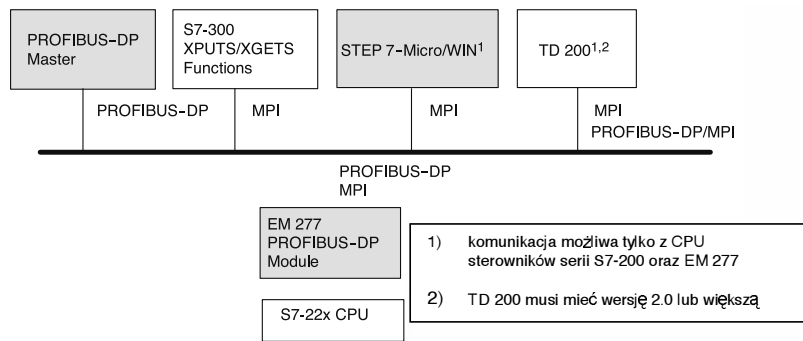 PROFIBUS-DP
Master
S7-300
XPUTS/XGETS
Functions
STEP 7-Micro/WIN¹
TD 200¹,²
PROFIBUS-DP
MPI
MPI
MPI
PROFIBUS-DP/MPI
PROFIBUS-DP
MPI
EM 277
PROFIBUS-DP
Module
S7-22x CPU
1) komunikacja możliwa tylko z CPU
sterowników serii S7-200 oraz EM 277
2) TD 200 musi mieć wersję 2.0 lub większą